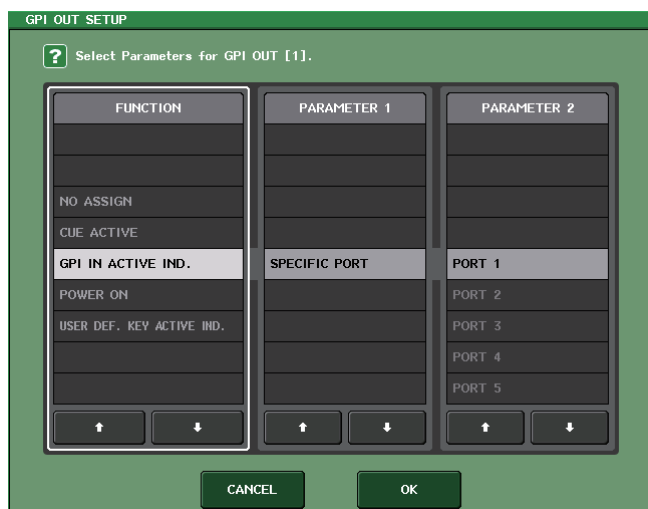 GPI OUT SETUP
? Select Parameters for GPI OUT [1].
FUNCTION
NO ASSIGN
CUE ACTIVE
GPI IN ACTIVE IND.
POWER ON
USER DEF. KEY ACTIVE IND.
PARAMETER 1
SPECIFIC PORT
PARAMETER 2
PORT 1
PORT 2
PORT 3
PORT 4
PORT 5
CANCEL
OK